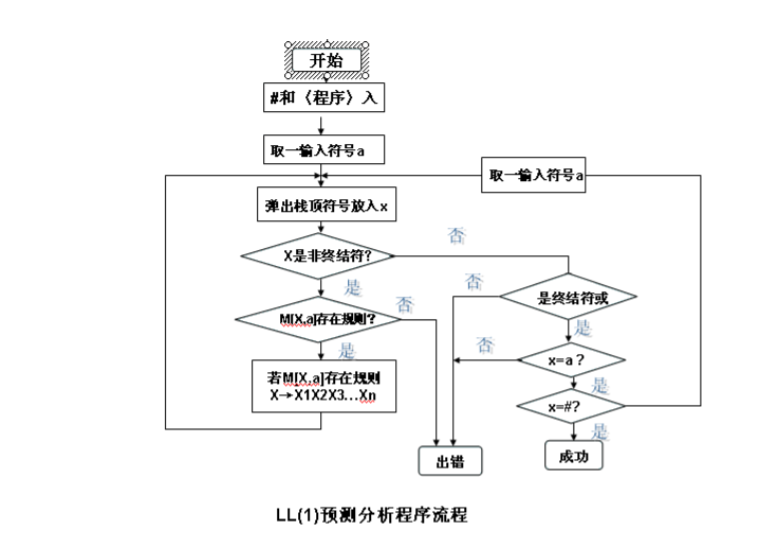 开始
#和〈程序〉入
取一输入符号a
取一输入符号a
弹出栈顶符号放入x
否
X是非终结符?
是
否
是终结符或
否
M[X,a]存在规则?
是
是
否
x=a?
若M[X,a]存在规则
X→X1X2X3…Xn
是
x=#?
是
出错
成功
LL(1)预测分析程序流程